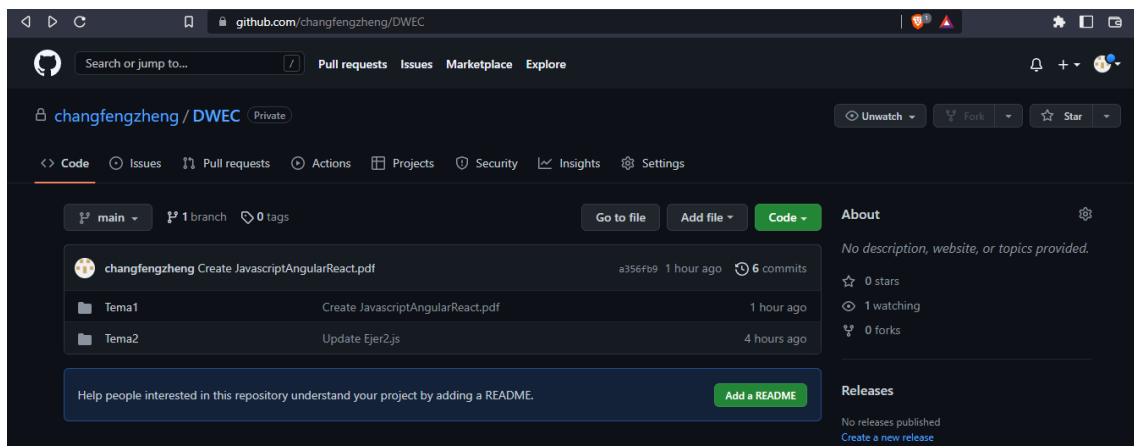 github.com/changfengzheng/DWEC
1
Search or jump to... / Pull requests Issues Marketplace Explore
changfengzheng / DWEC Private
Unwatch Fork Star
Code Issues Pull requests Actions Projects Security Insights Settings
main 1 branch 0 tags Go to file Add file Code
changfengzheng Create JavascriptAngularReact.pdf a356fb9 1 hour ago 6 commits
Tema1 Create JavascriptAngularReact.pdf 1 hour ago
Tema2 Update Ejer2.js 4 hours ago
Help people interested in this repository understand your project by adding a README. Add a README
About
No description, website, or topics provided.
0 stars
1 watching
0 forks
Releases
No releases published
Create a new release